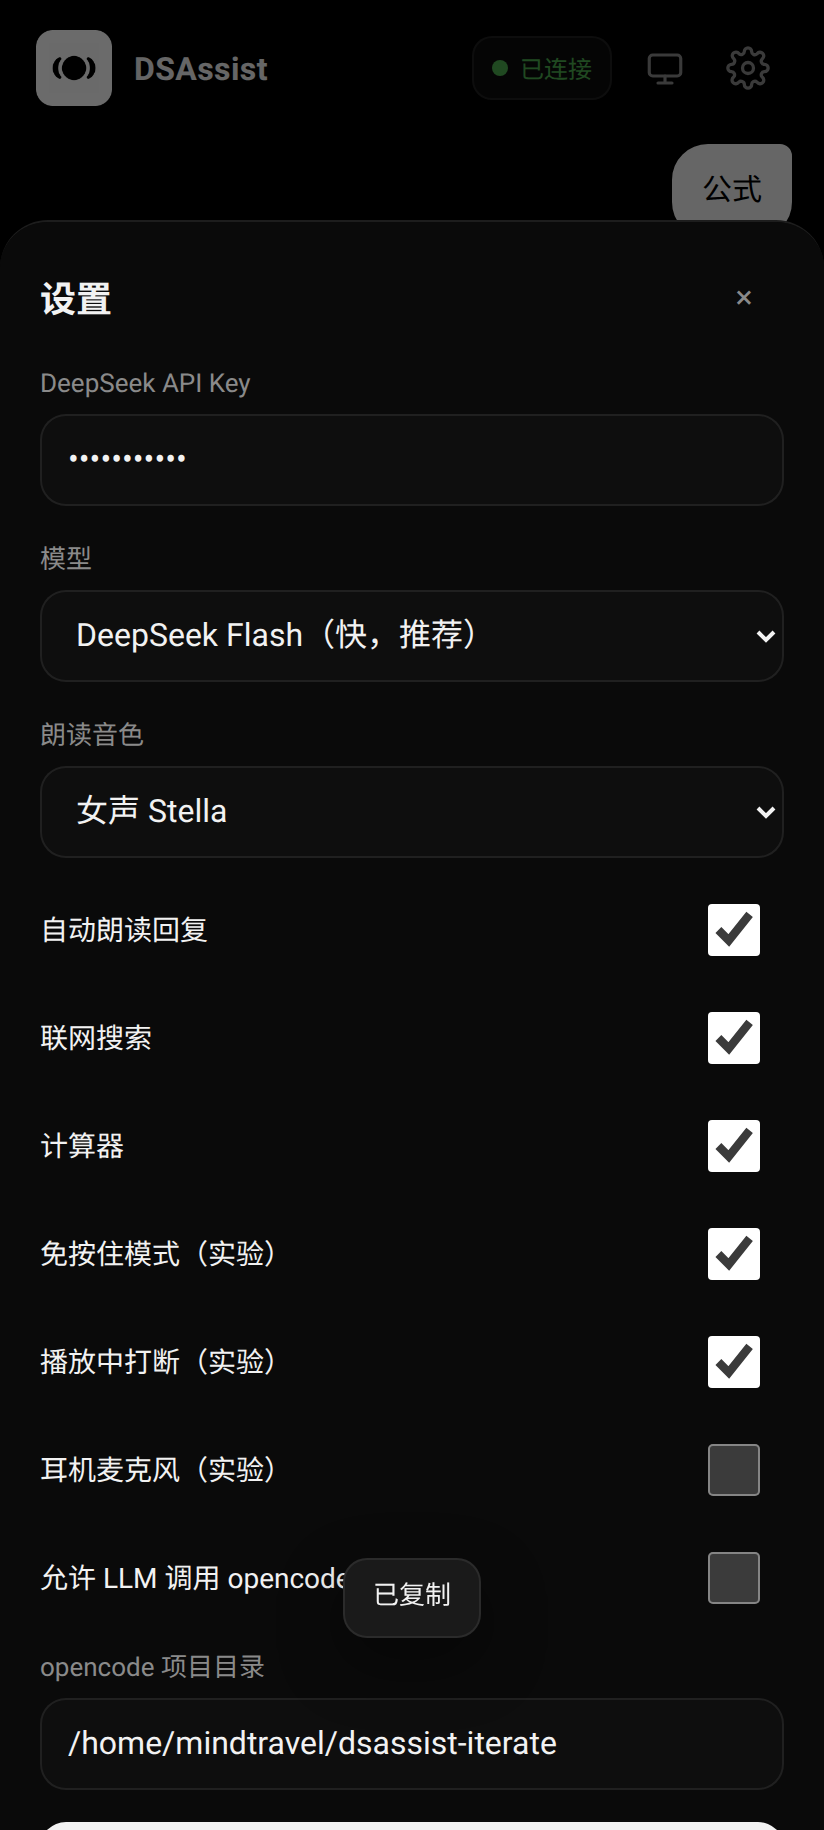 DSAssist
已连接
公式
设置
×
DeepSeek API Key
•••••••••••
模型
DeepSeek Flash（快，推荐）
朗读音色
女声 Stella
自动朗读回复
联网搜索
计算器
免按住模式（实验）
播放中打断（实验）
耳机麦克风（实验）
允许 LLM 调用 opencode
已复制
opencode 项目目录
/home/mindtravel/dsassist-iterate